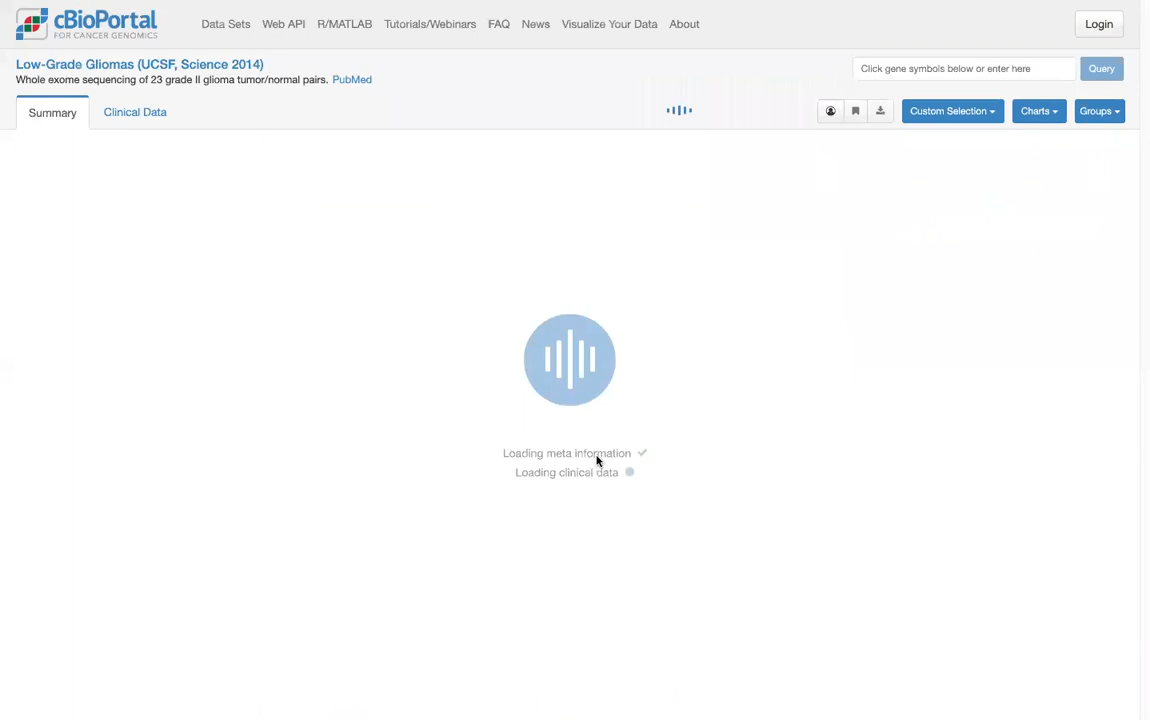 cBioPortal
FOR CANCER GENOMICS
Data Sets Web API R/MATLAB Tutorials/Webinars FAQ News Visualize Your Data About
Login
Low-Grade Gliomas (UCSF, Science 2014)
Whole exome sequencing of 23 grade II glioma tumor/normal pairs. PubMed
Click gene symbols below or enter here
Query
Summary
Clinical Data
Custom Selection
Charts
Groups
Loading meta information
Loading clinical data